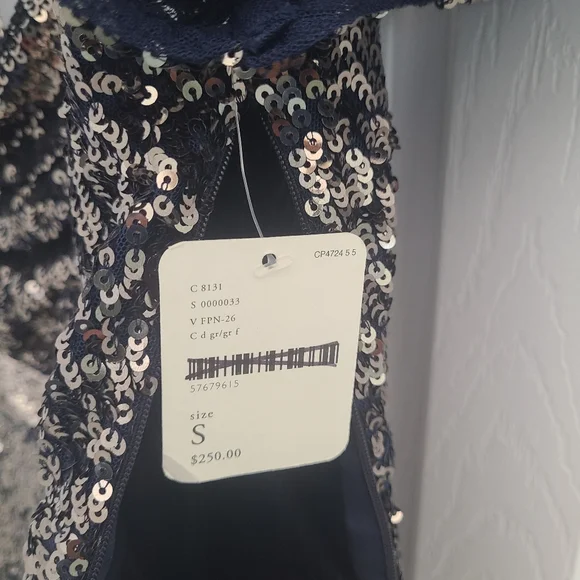 CP4724 5 5
C 8131
S 0000033
V FPN-26
C d gr/gr f
57679615
size
S
$250.00